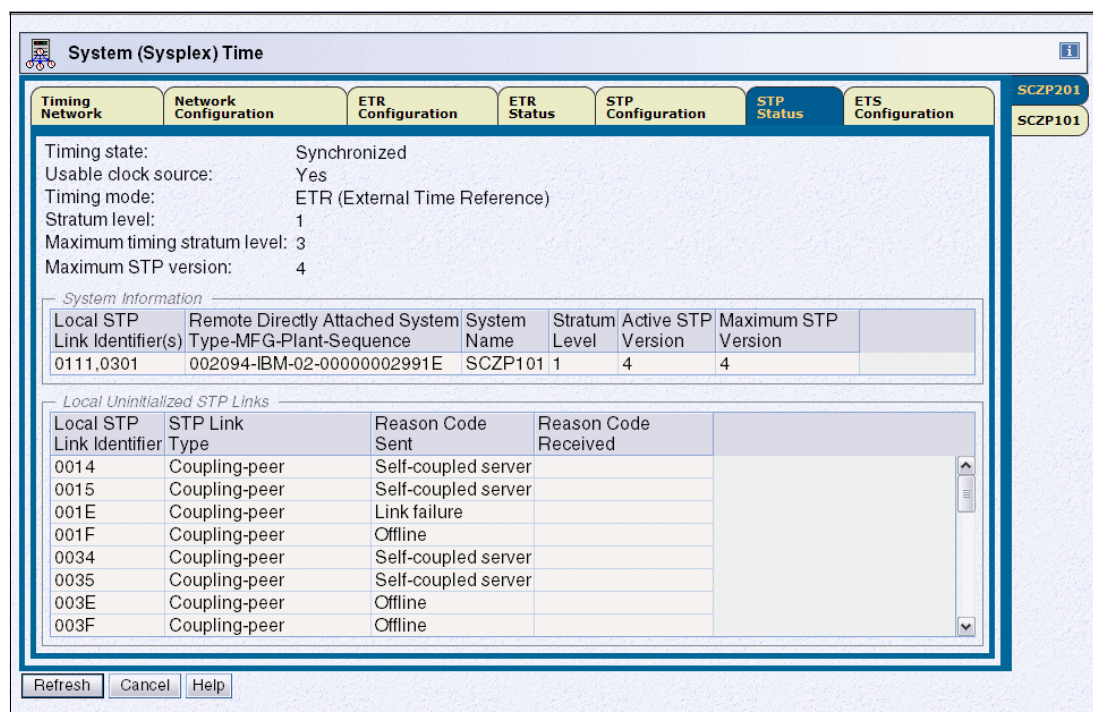 System (Sysplex) Time
i
SCZP201
SCZP101
Timing Network
Network Configuration
ETR Configuration
ETR Status
STP Configuration
STP Status
ETS Configuration
Timing state: Synchronized
Usable clock source: Yes
Timing mode: ETR (External Time Reference)
Stratum level: 1
Maximum timing stratum level: 3
Maximum STP version: 4
System Information
Local STP Remote Directly Attached System System Stratum Active STP Maximum STP
Link Identifier(s) Type-MFG-Plant-Sequence Name Level Version Version
0111,0301 002094-IBM-02-00000002991E SCZP101 1 4 4
Local Uninitialized STP Links
Local STP STP Link Reason Code Reason Code
Link Identifier Type Sent Received
0014 Coupling-peer Self-coupled server
0015 Coupling-peer Self-coupled server
001E Coupling-peer Link failure
001F Coupling-peer Offline
0034 Coupling-peer Self-coupled server
0035 Coupling-peer Self-coupled server
003E Coupling-peer Offline
003F Coupling-peer Offline
Refresh Cancel Help